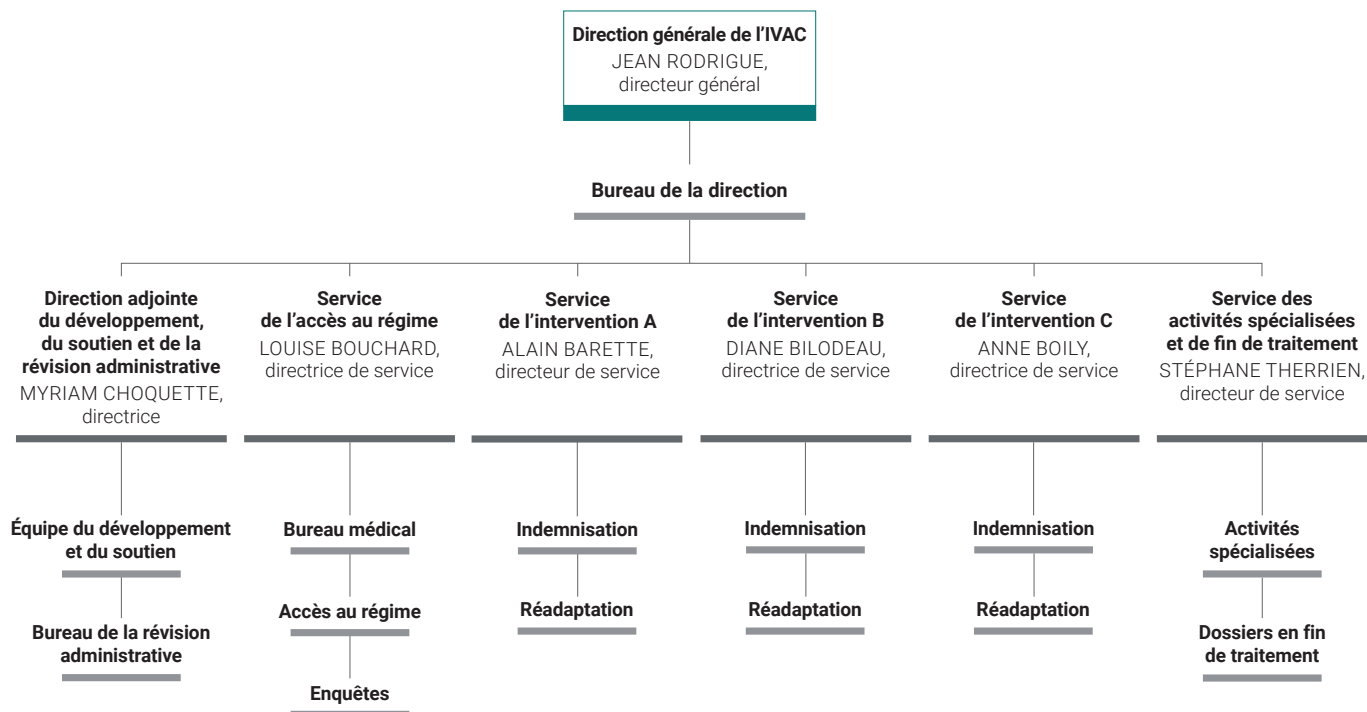 Direction générale de l’IVAC
JEAN RODRIGUE,
directeur général
Bureau de la direction
Direction adjointe
du développement,
du soutien et de la
révision administrative
MYRIAM CHOQUETTE,
directrice
Service
de l’accès au régime
LOUISE BOUCHARD,
directrice de service
Service
de l’intervention A
ALAIN BARETTE,
directeur de service
Service
de l’intervention B
DIANE BILODEAU,
directrice de service
Service
de l’intervention C
ANNE BOILY,
directrice de service
Service des
activités spécialisées
et de fin de traitement
STÉPHANE THERRIEN,
directeur de service
Équipe du développement
et du soutien
Bureau de la révision
administrative
Bureau médical
Accès au régime
Enquêtes
Indemnisation
Réadaptation
Indemnisation
Réadaptation
Indemnisation
Réadaptation
Activités
spécialisées
Dossiers en fin
de traitement